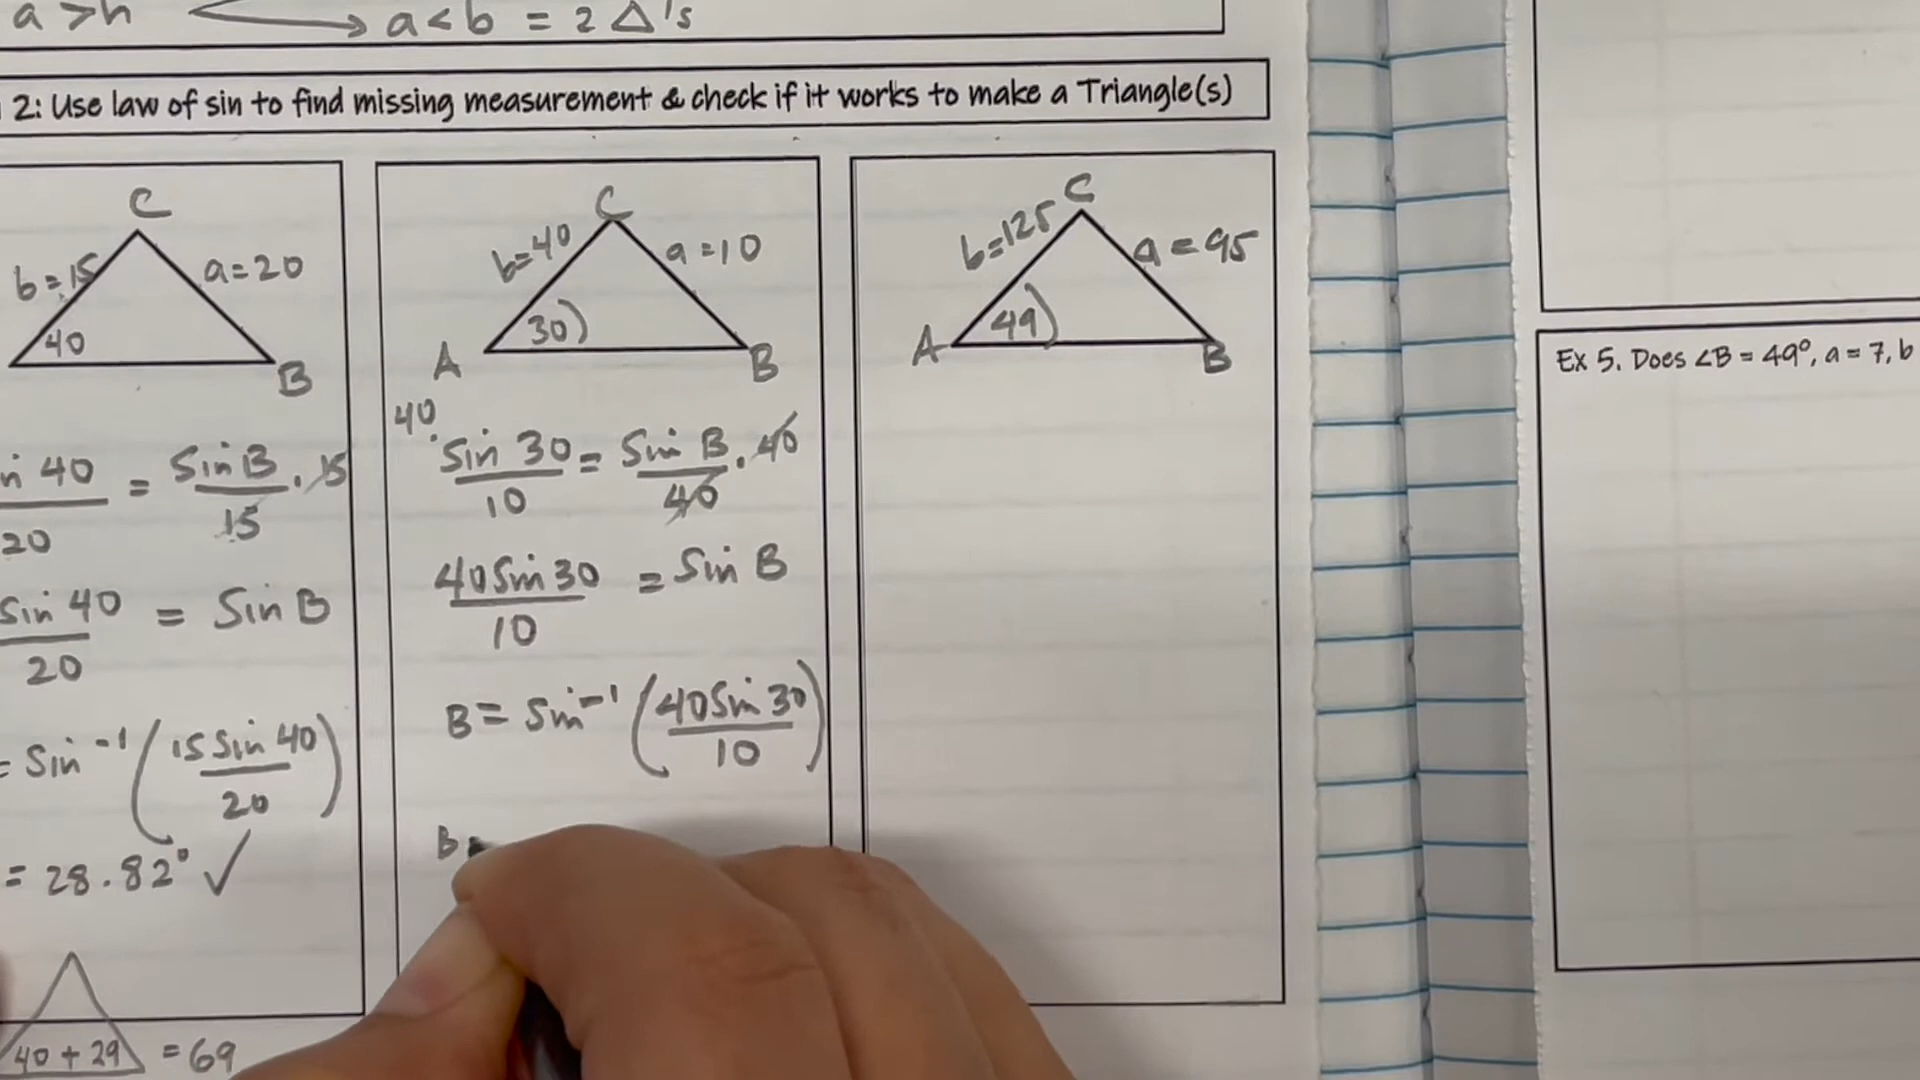 a > h a < b = 2 △'s
2: Use law of sin to find missing measurement & check if it works to make a Triangle(s)
C
b = 15
a = 20
40
B
n 40 / 20 = Sin B / 15 · 15
sin 40 / 20 = Sin B
= Sin⁻¹ (15 Sin 40 / 20)
= 28.82° ✓
40 + 29 = 69
C
b = 40
a = 10
30
A
B
40 · Sin 30 / 10 = Sin B / 40 · 40
40 Sin 30 / 10 = Sin B
B = Sin⁻¹ (40 Sin 30 / 10)
B =
C
b = 125
a = 95
49
A
B
Ex 5. Does ∠B = 49°, a = 7, b